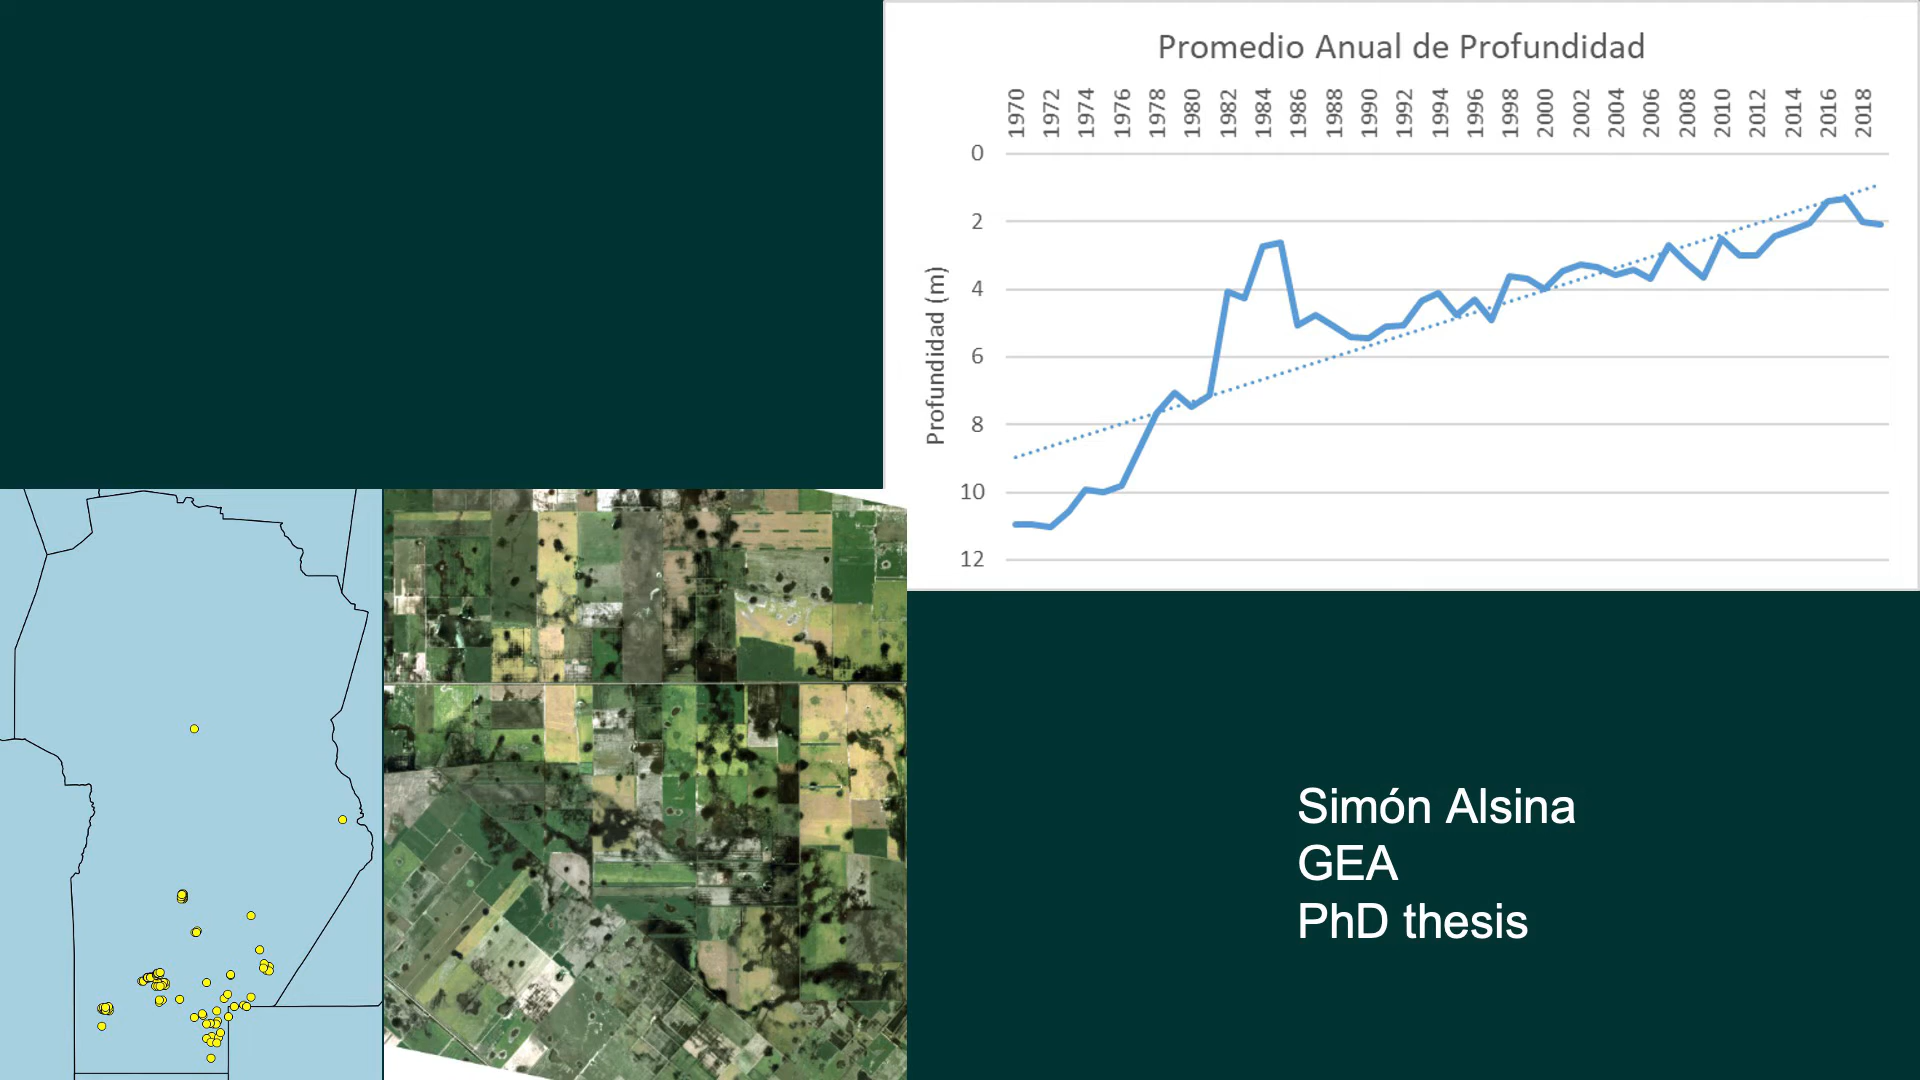 Promedio Anual de Profundidad
1970 1972 1974 1976 1978 1980 1982 1984 1986 1988 1990 1992 1994 1996 1998 2000 2002 2004 2006 2008 2010 2012 2014 2016 2018
0
2
4
6
8
10
12
Profundidad (m)
Simón Alsina
GEA
PhD thesis